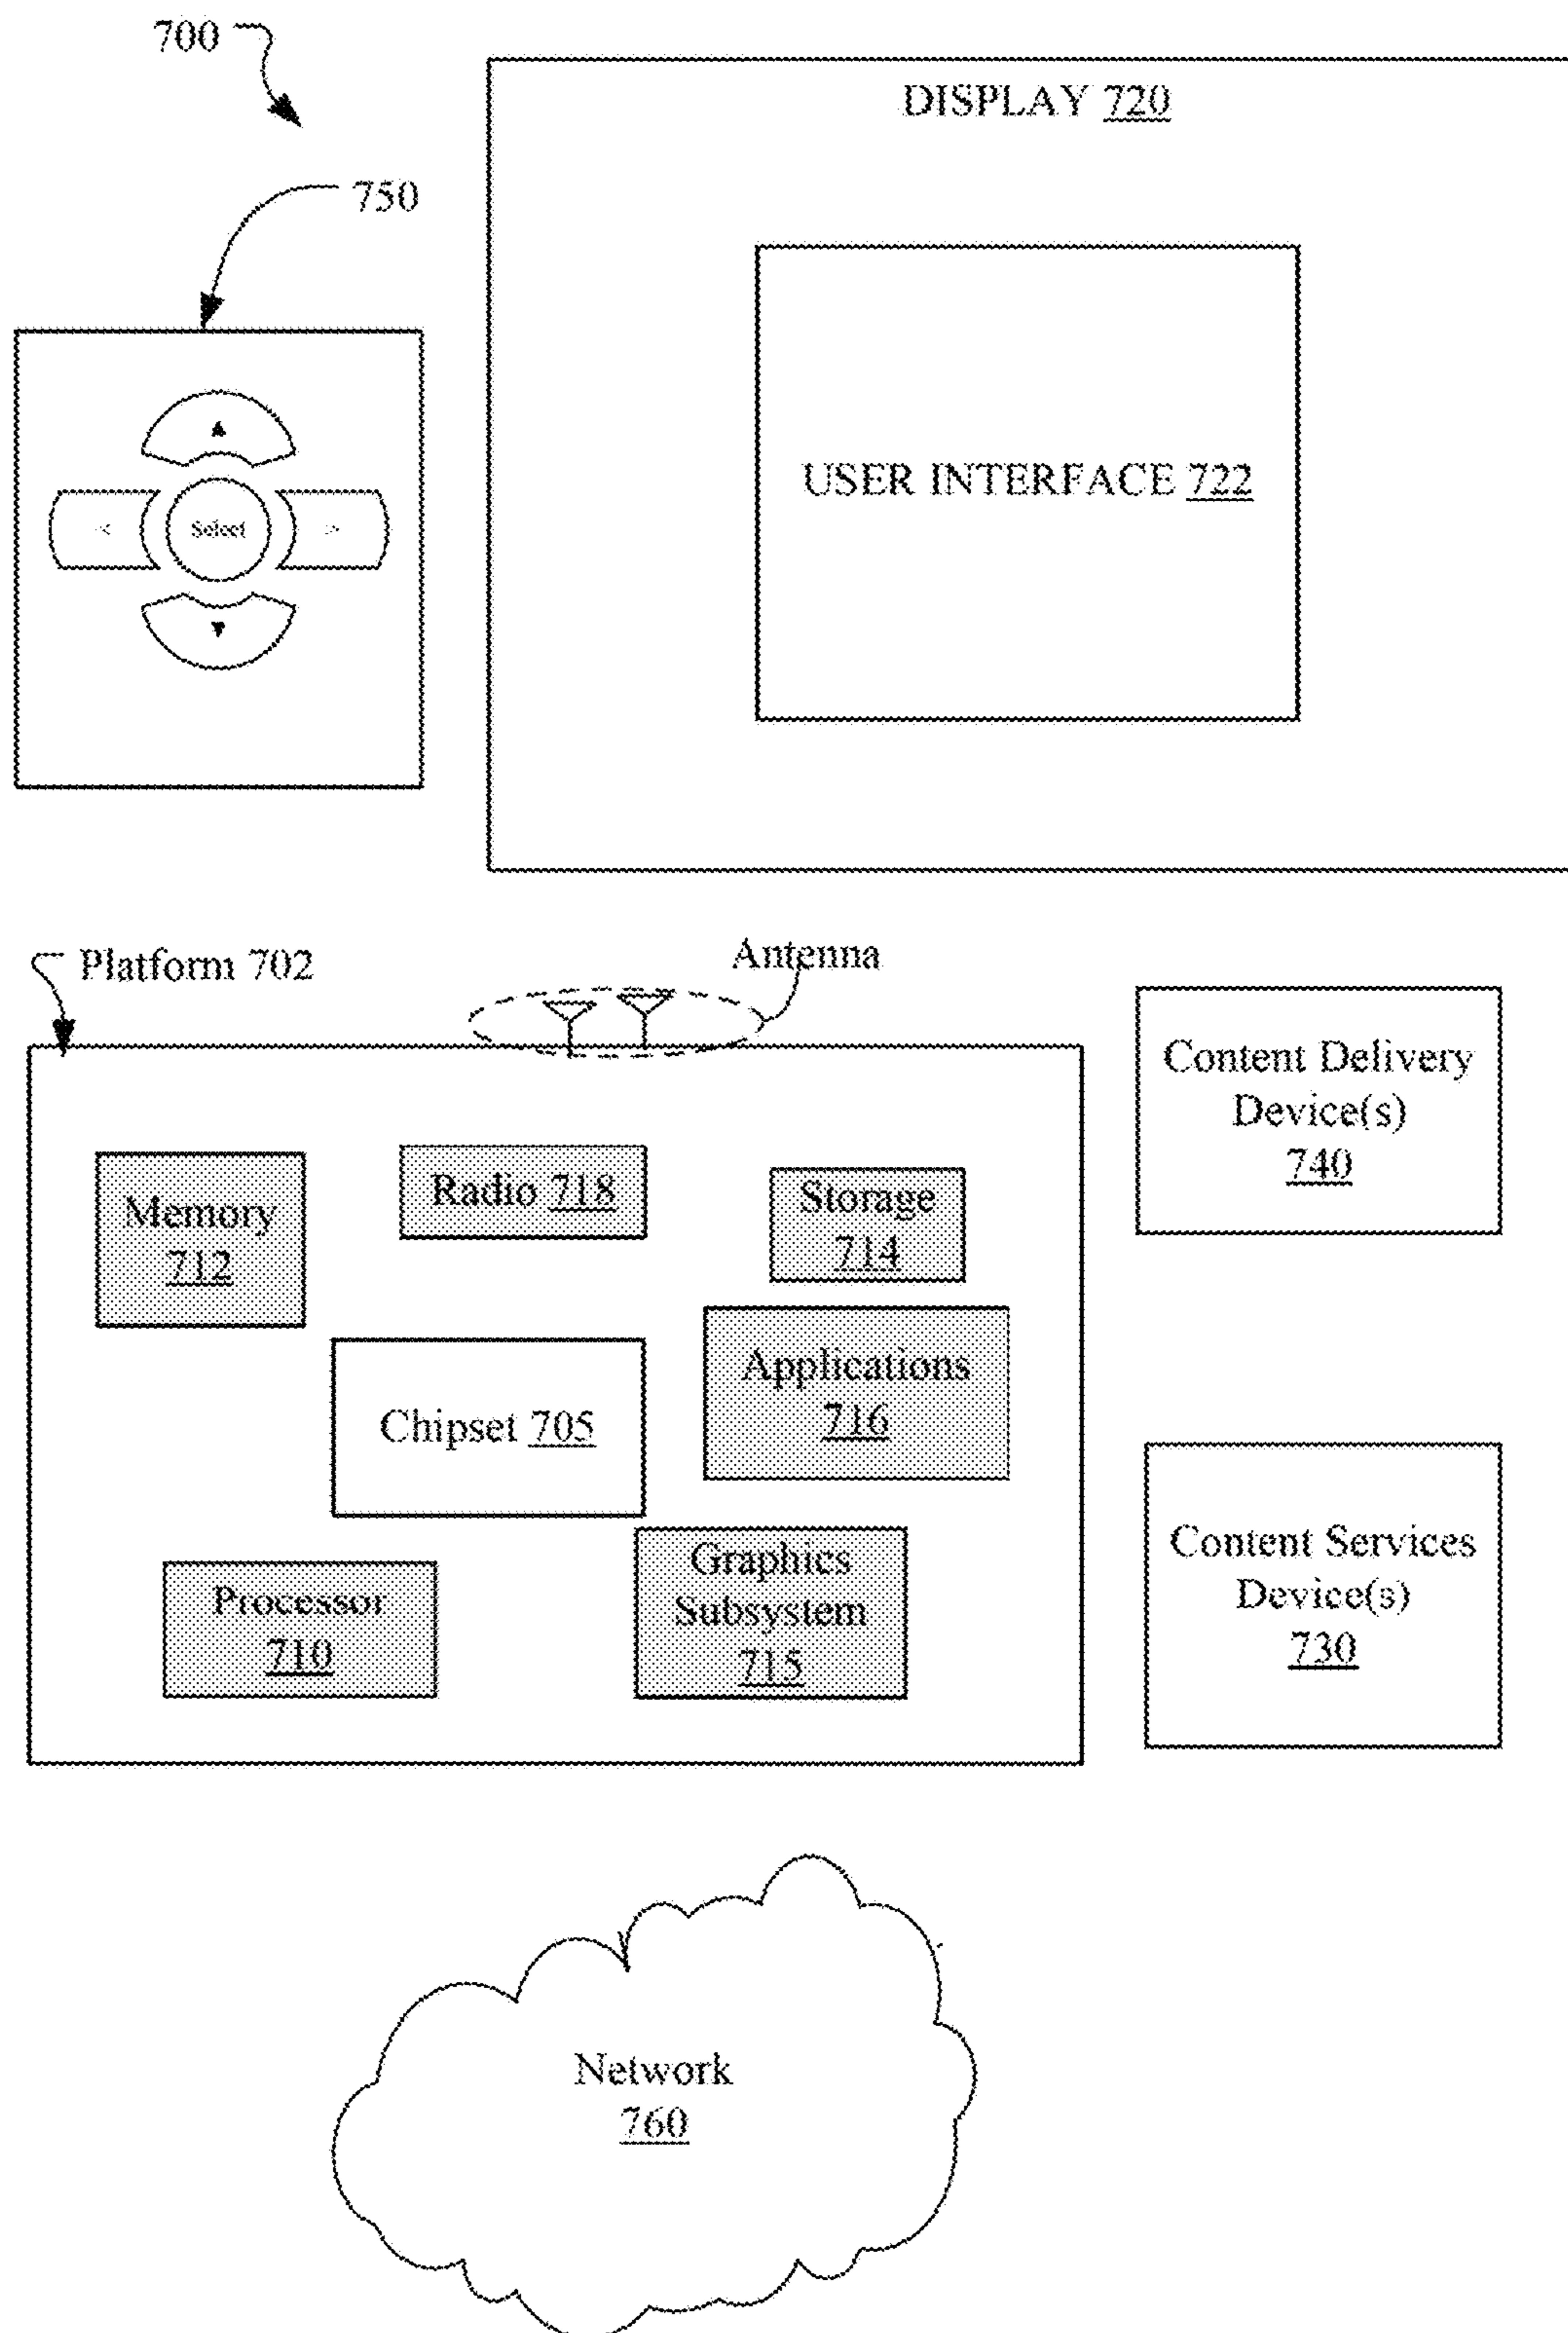 700
DISPLAY 720
750
USER INTERFACE 722
<
Select
>
Platform 702
Antenna
Memory
712
Radio 718
Storage
714
Applications
716
Chipset 705
Processor
710
Graphics
Subsystem
715
Content Delivery
Device(s)
740
Content Services
Device(s)
730
Network
760